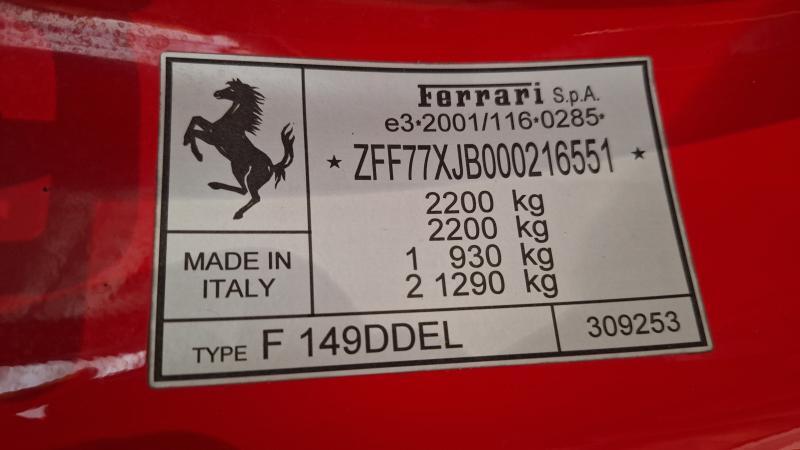 Ferrari S.p.A.
e3*2001/116*0285*
★ ZFF77XJB000216551 ★
2200 kg
2200 kg
1 930 kg
2 1290 kg
MADE IN
ITALY
TYPE F 149DDEL
309253